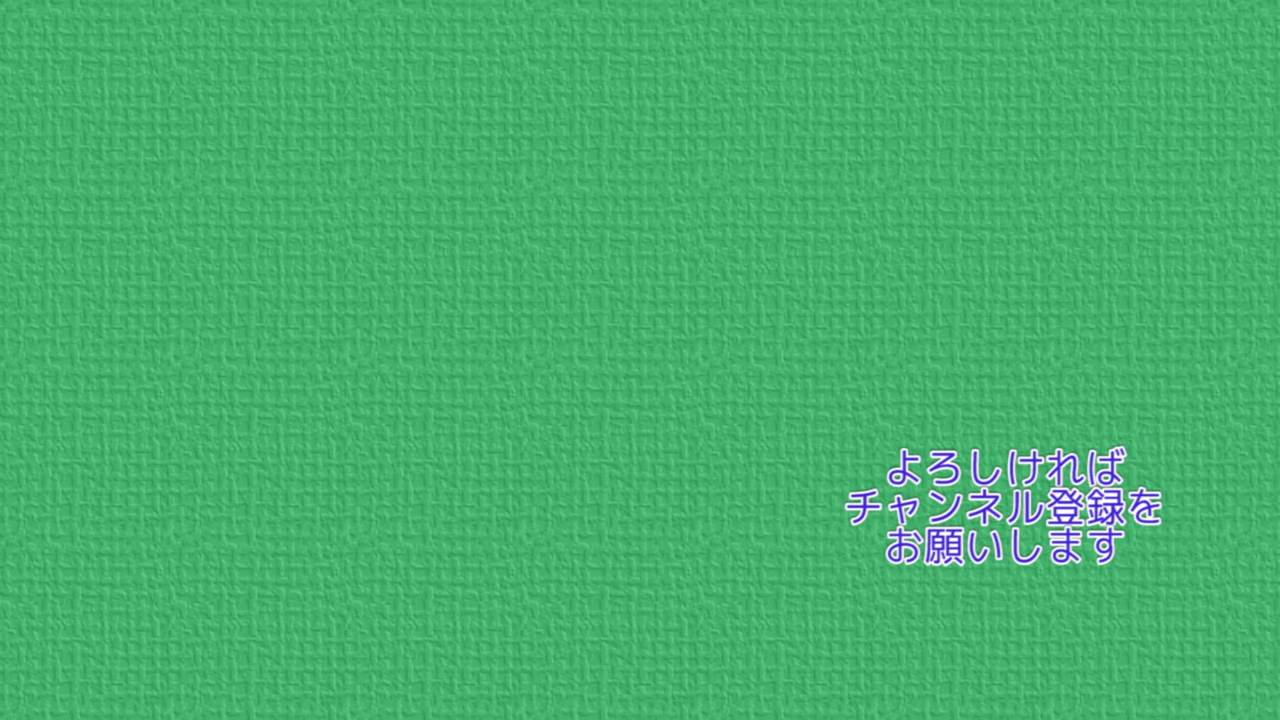 よろしければ
チャンネル登録を
お願いします